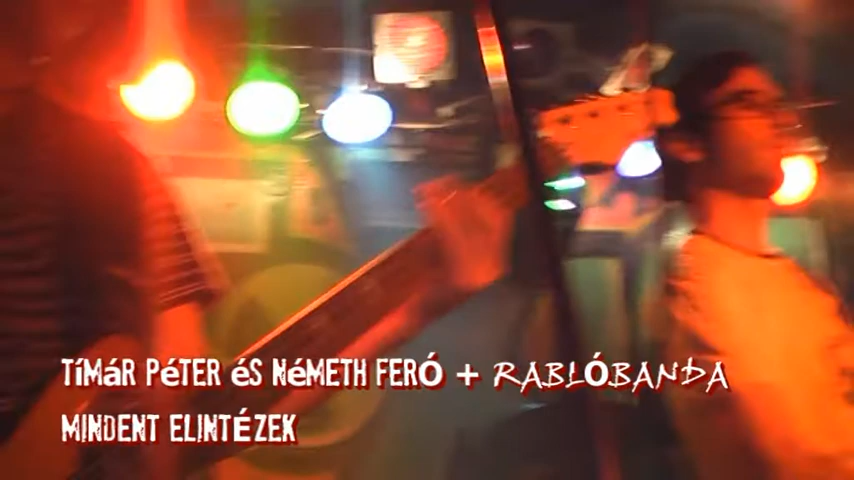 Tímár Péter és Németh Feró + Rablóbanda
Mindent elintézek